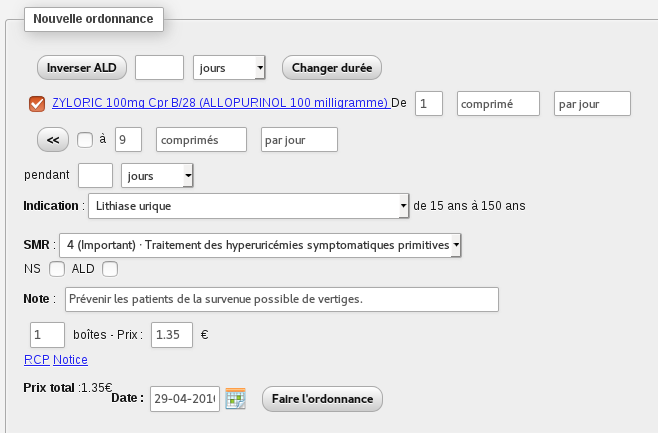 Nouvelle ordonnance
Inverser ALD jours Changer durée
ZYLORIC 100mg Cpr B/28 (ALLOPURINOL 100 milligramme) De 1 comprimé par jour
<< à 9 comprimés par jour
pendant jours
Indication : Lithiase urique de 15 ans à 150 ans
SMR : 4 (Important) · Traitement des hyperuricémies symptomatiques primitives
NS ALD
Note : Prévenir les patients de la survenue possible de vertiges.
1 boîtes - Prix : 1.35 €
RCP Notice
Prix total :1.35€ Date : 29-04-201 Faire l'ordonnance